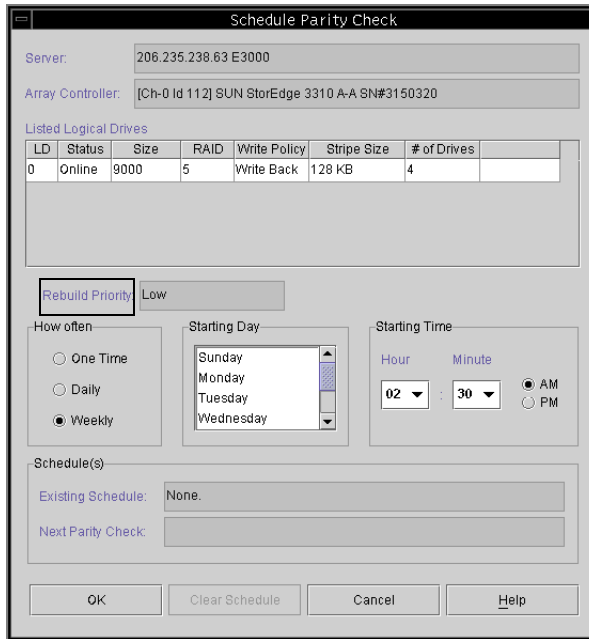 Schedule Parity Check
Server: 206.235.238.63 E3000
Array Controller: [Ch-0 Id 112] SUN StorEdge 3310 A-A SN#3150320
Listed Logical Drives
LD Status Size RAID Write Policy Stripe Size # of Drives
0 Online 9000 5 Write Back 128 KB 4
Rebuild Priority: Low
How often
One Time
Daily
Weekly
Starting Day
Sunday
Monday
Tuesday
Wednesday
Starting Time
Hour Minute
02 : 30 AM
PM
Schedule(s)
Existing Schedule: None.
Next Parity Check:
OK Clear Schedule Cancel Help